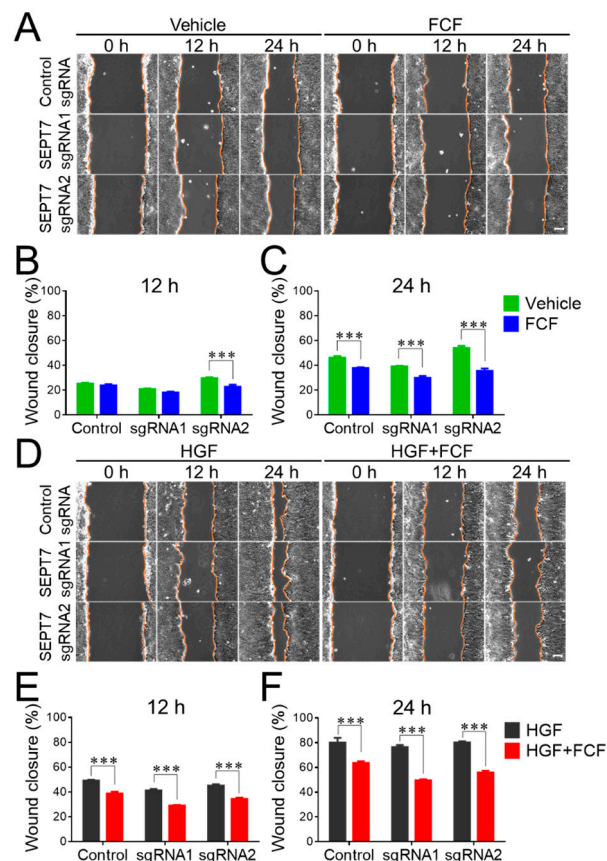 A
Vehicle
FCF
0 h
12 h
24 h
0 h
12 h
24 h
Control
sgRNA
SEPT7
sgRNA1
SEPT7
sgRNA2
B
12 h
Wound closure (%)
100
80
60
40
20
0
***
Control
sgRNA1
sgRNA2
C
24 h
Wound closure (%)
100
80
60
40
20
0
***
***
***
Control
sgRNA1
sgRNA2
Vehicle
FCF
D
HGF
HGF+FCF
0 h
12 h
24 h
0 h
12 h
24 h
Control
sgRNA
SEPT7
sgRNA1
SEPT7
sgRNA2
E
12 h
Wound closure (%)
100
80
60
40
20
0
***
***
***
Control
sgRNA1
sgRNA2
F
24 h
Wound closure (%)
100
80
60
40
20
0
***
***
***
Control
sgRNA1
sgRNA2
HGF
HGF+FCF